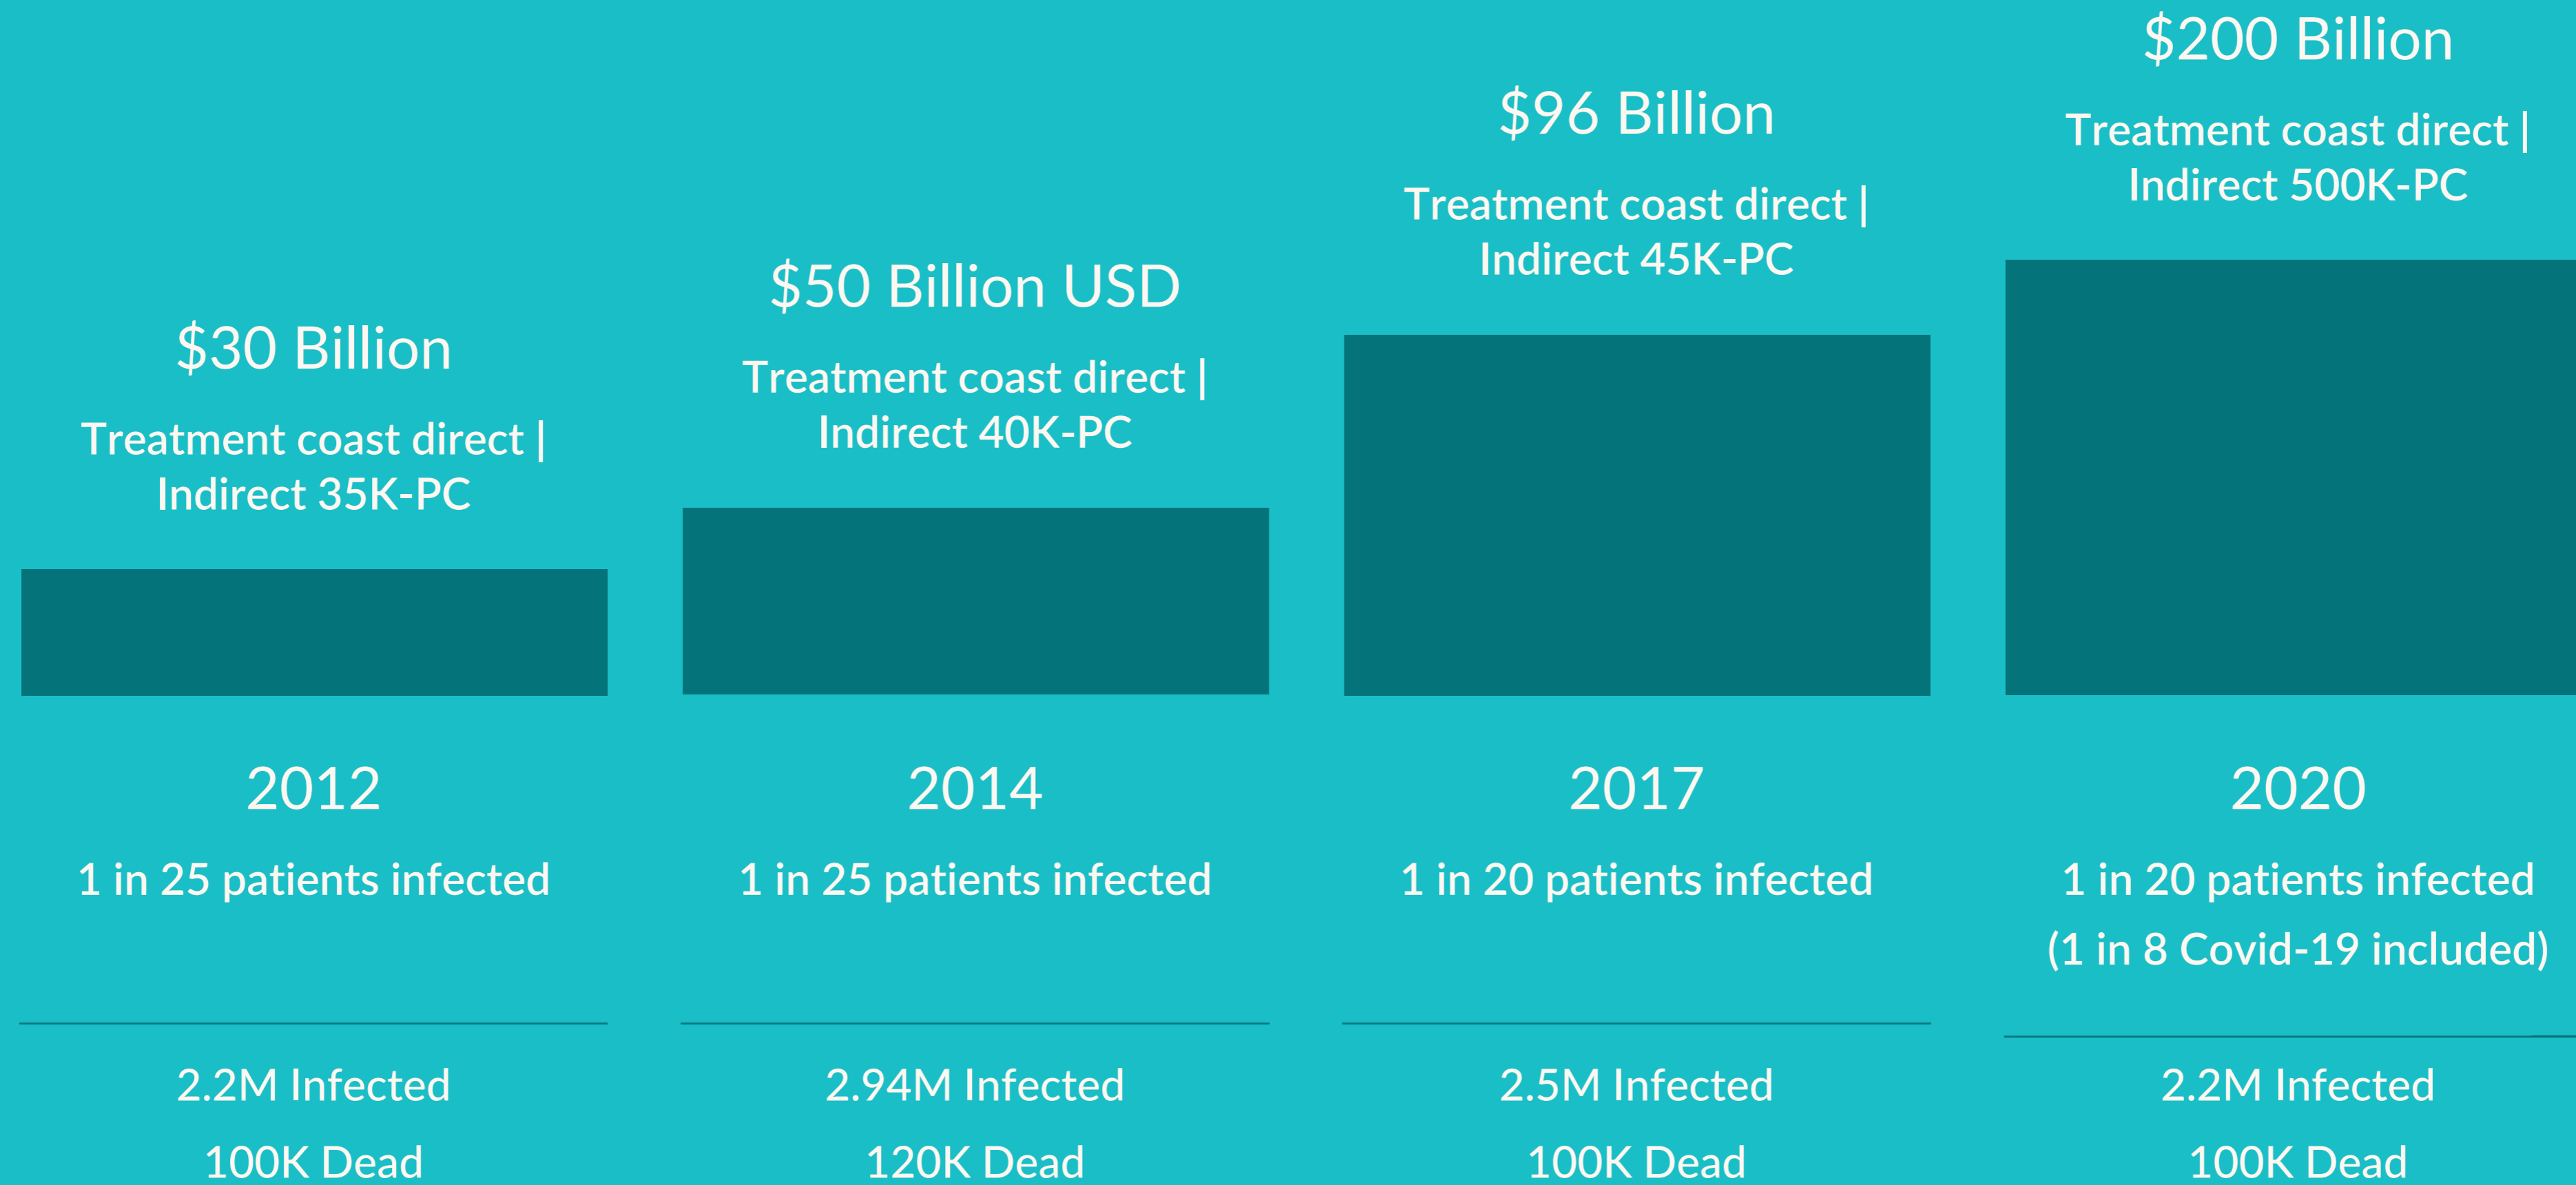 $30 Billion
Treatment coast direct |
Indirect 35K-PC
2012
1 in 25 patients infected
2.2M Infected
100K Dead
$50 Billion USD
Treatment coast direct |
Indirect 40K-PC
2014
1 in 25 patients infected
2.94M Infected
120K Dead
$96 Billion
Treatment coast direct |
Indirect 45K-PC
2017
1 in 20 patients infected
2.5M Infected
100K Dead
$200 Billion
Treatment coast direct |
Indirect 500K-PC
2020
1 in 20 patients infected
(1 in 8 Covid-19 included)
2.2M Infected
100K Dead